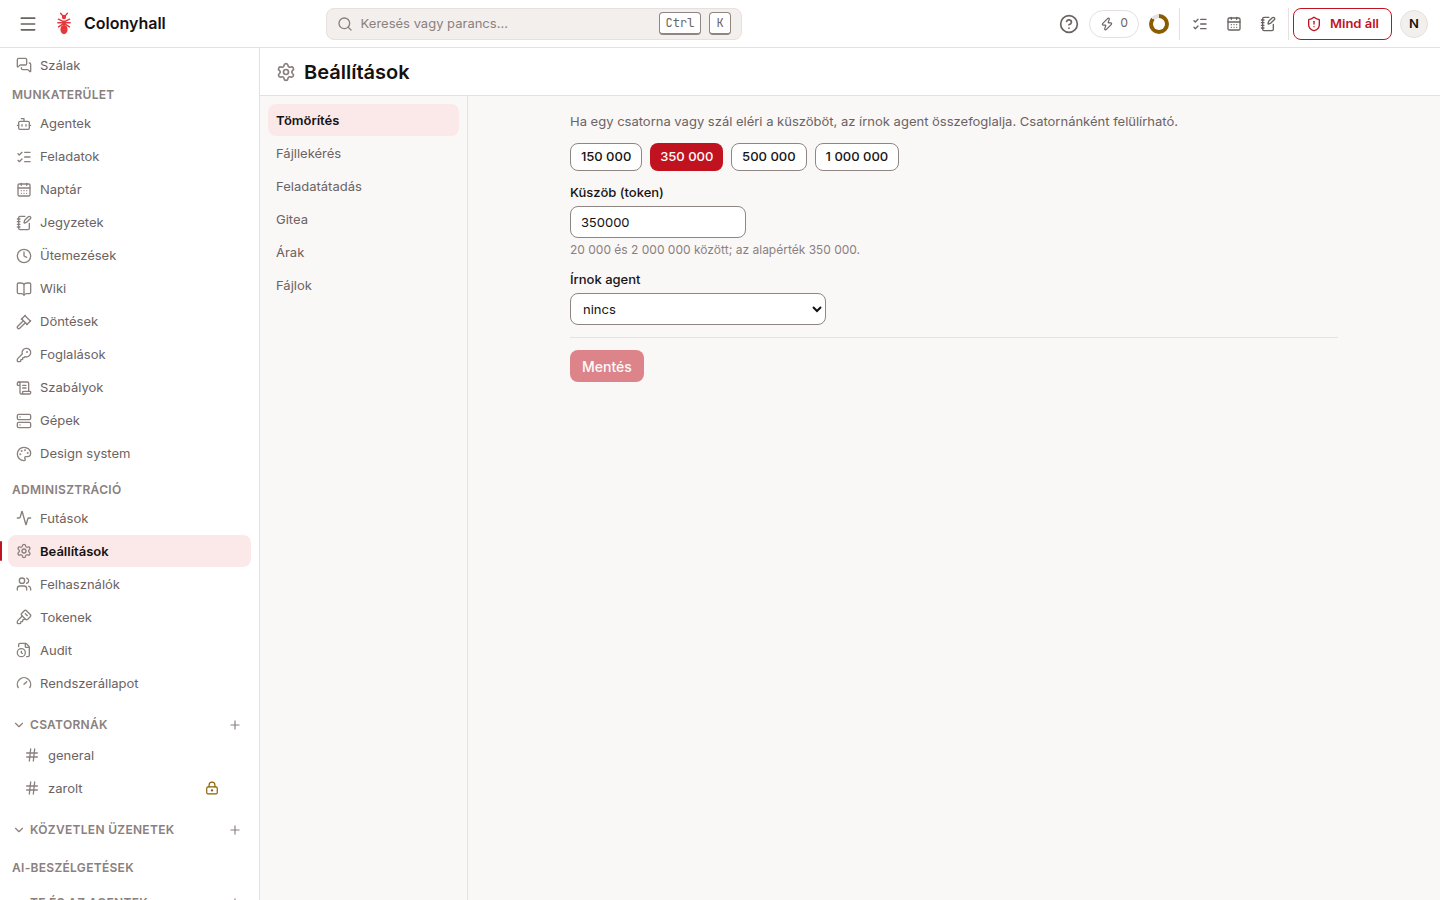 Colonyhall
Keresés vagy parancs...
Ctrl
K
0
Mind áll
N
Szálak
MUNKATERÜLET
Agentek
Feladatok
Naptár
Jegyzetek
Ütemezések
Wiki
Döntések
Foglalások
Szabályok
Gépek
Design system
ADMINISZTRÁCIÓ
Futások
Beállítások
Felhasználók
Tokenek
Audit
Rendszerállapot
CSATORNÁK
general
zarolt
KÖZVETLEN ÜZENETEK
AI-BESZÉLGETÉSEK
TE ÉS AZ AGENTEK
Beállítások
Tömörítés
Fájllekérés
Feladatátadás
Gitea
Árak
Fájlok
Ha egy csatorna vagy szál eléri a küszöböt, az írnok agent összefoglalja. Csatornánként felülírható.
150 000
350 000
500 000
1 000 000
Küszöb (token)
350000
20 000 és 2 000 000 között; az alapérték 350 000.
Írnok agent
nincs
Mentés